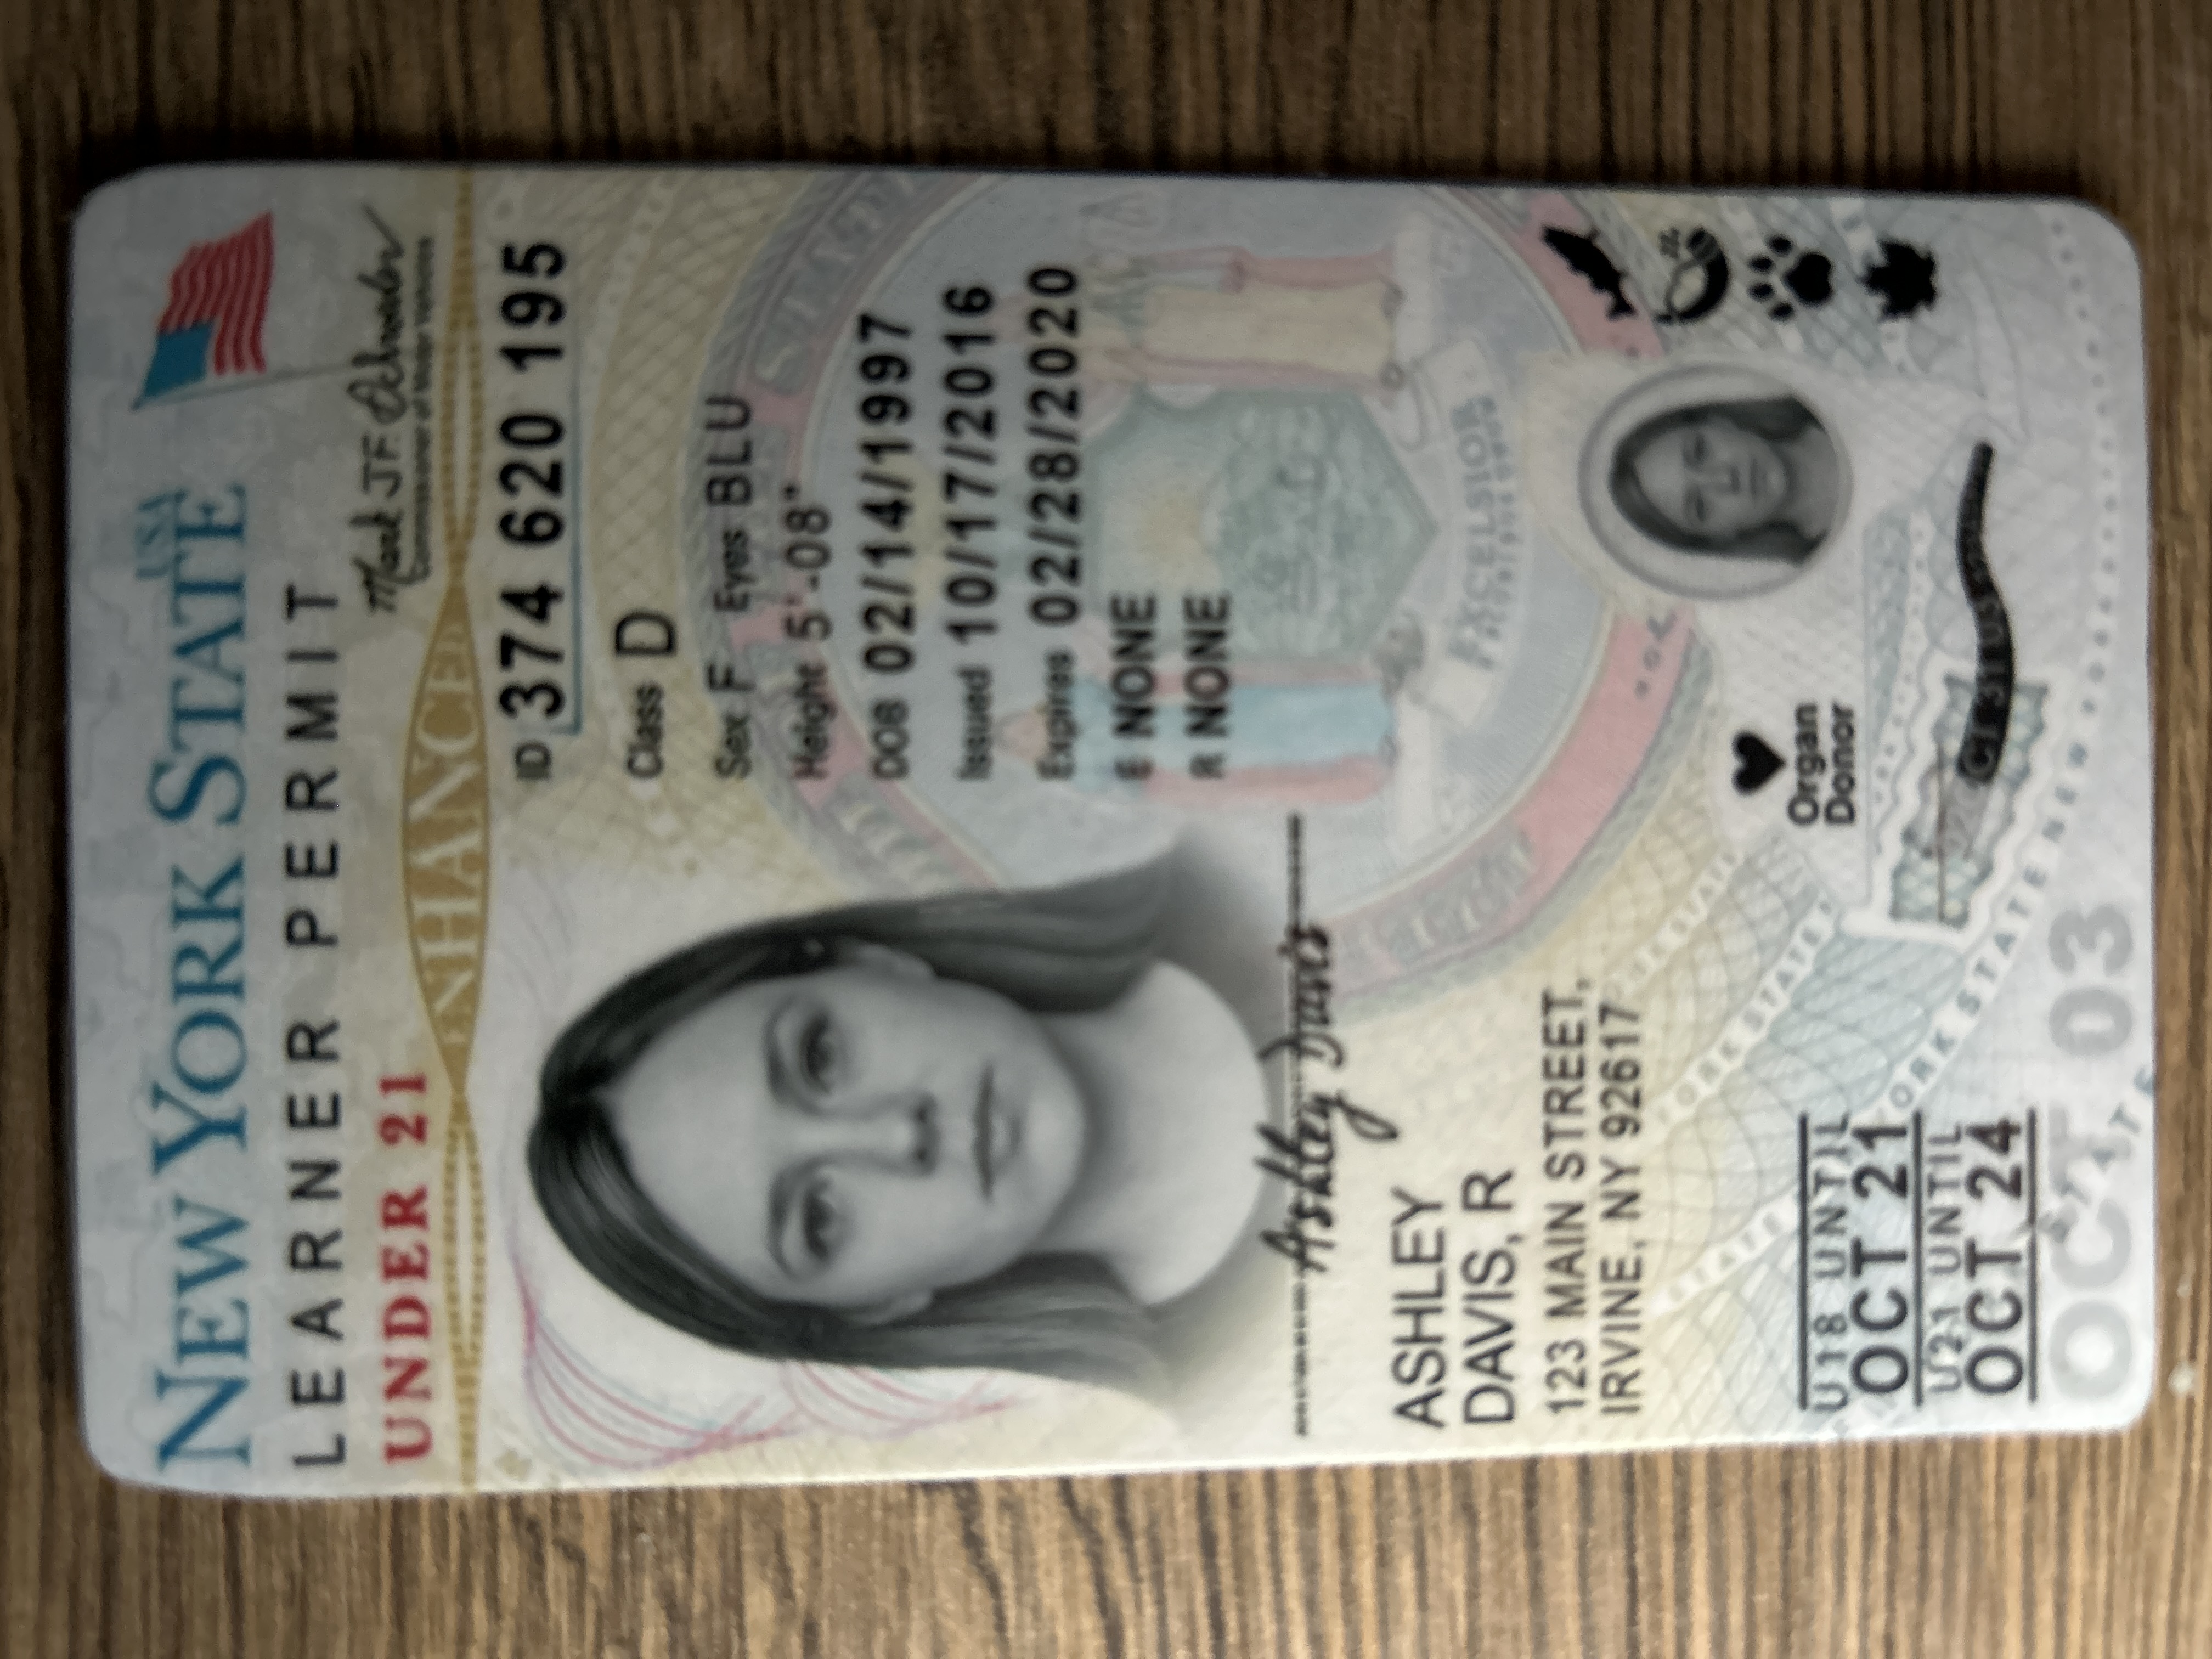 NEW YORK STATE USA
LEARNER PERMIT
UNDER 21
Mark J.F. Schroeder
Commissioner of Motor Vehicles
ENHANCED
ID 374 620 195
Class D
Sex F Eyes BLU
Height 5'-08"
DOB 02/14/1997
Issued 10/17/2016
Expires 02/28/2020
E NONE
R NONE
Ashley Davis
ASHLEY
DAVIS, R
123 MAIN STREET,
IRVINE, NY 92617
EXCELSIOR
E PLURIBUS UNUM
Organ
Donor
U18 UNTIL
OCT 21
U21 UNTIL
OCT 24
OCT 03